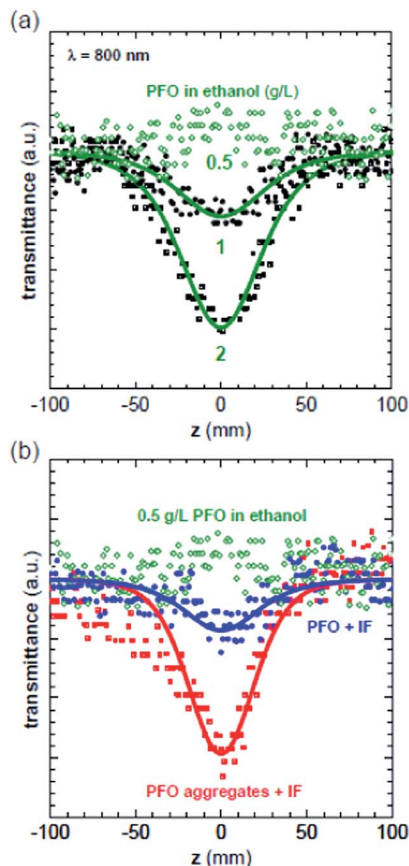 (a)
λ = 800 nm
PFO in ethanol (g/L)
0.5
1
2
transmittance (a.u.)
-100 -50 0 50 100
z (mm)
(b)
0.5 g/L PFO in ethanol
PFO + IF
PFO aggregates + IF
transmittance (a.u.)
-100 -50 0 50 100
z (mm)